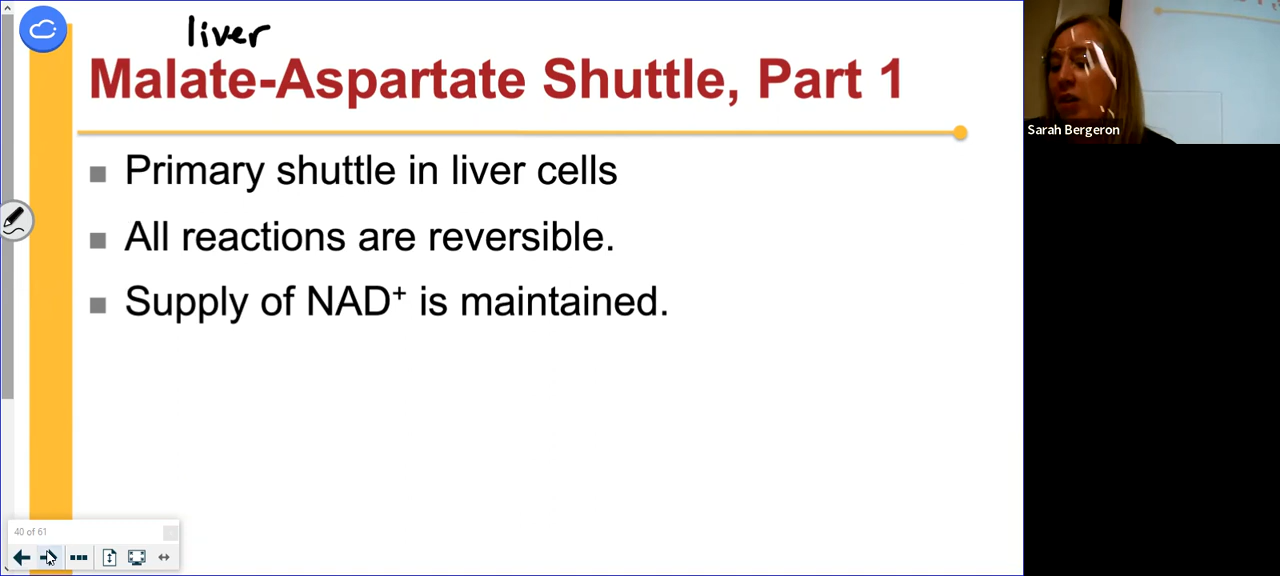 liver
Malate-Aspartate Shuttle, Part 1
Primary shuttle in liver cells
All reactions are reversible.
Supply of NAD⁺ is maintained.
Sarah Bergeron
40 of 61